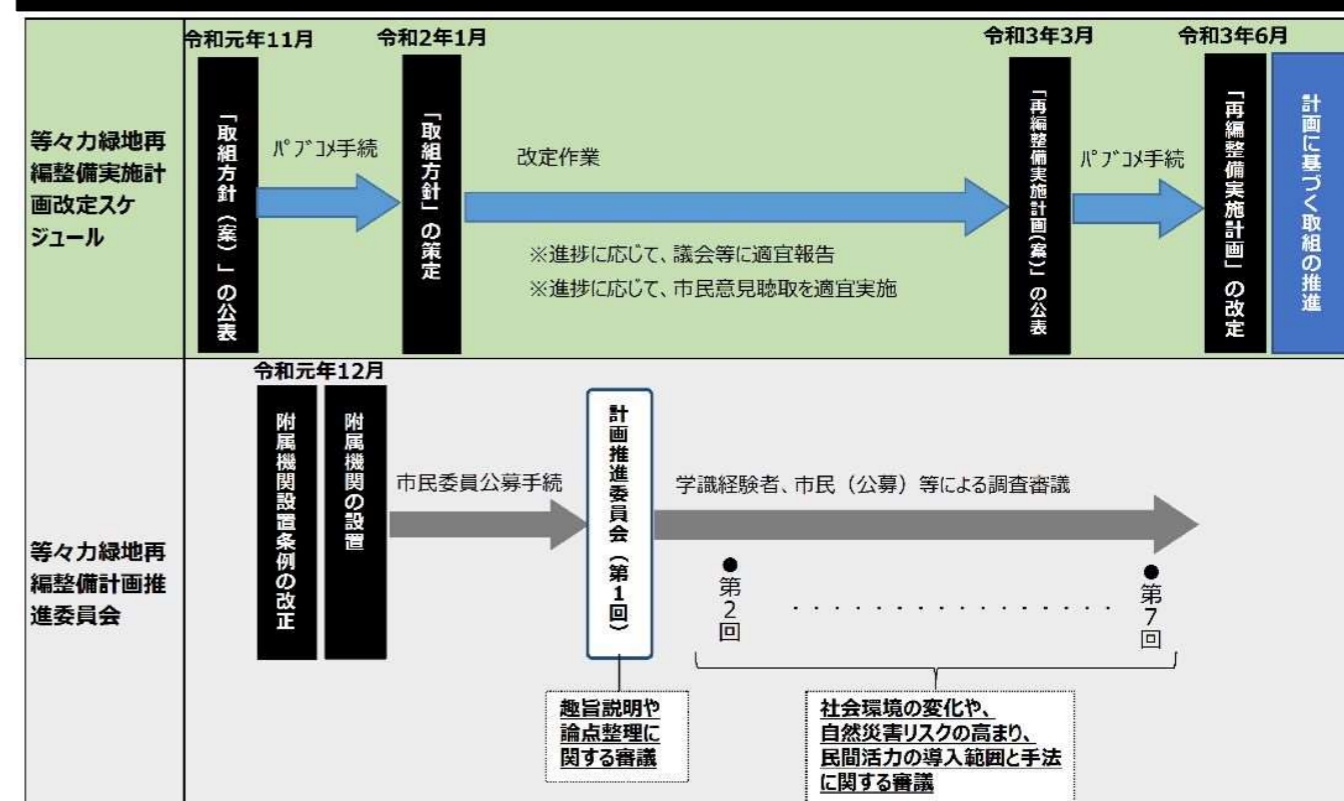 令和元年11月
令和2年1月
令和3年3月
令和3年6月
等々力緑地再
編整備実施計
画改定スケ
ジュール
「取組方針（案）」の公表
ﾊﾟﾌﾞｺﾒ手続
「取組方針」の策定
改定作業
※進捗に応じて、議会等に適宜報告
※進捗に応じて、市民意見聴取を適宜実施
「再編整備実施計画(案)」の公表
ﾊﾟﾌﾞｺﾒ手続
「再編整備実施計画」の改定
計画に基づく取組の推進
令和元年12月
等々力緑地再
編整備計画推
進委員会
附属機関設置条例の改正
附属機関の設置
市民委員公募手続
計画推進委員会（第1回）
学識経験者、市民（公募）等による調査審議
●第2回
・・・・・・・・・・・・・・・・・
●第7回
趣旨説明や
論点整理に
関する審議
社会環境の変化や、
自然災害リスクの高まり、
民間活力の導入範囲と手法
に関する審議